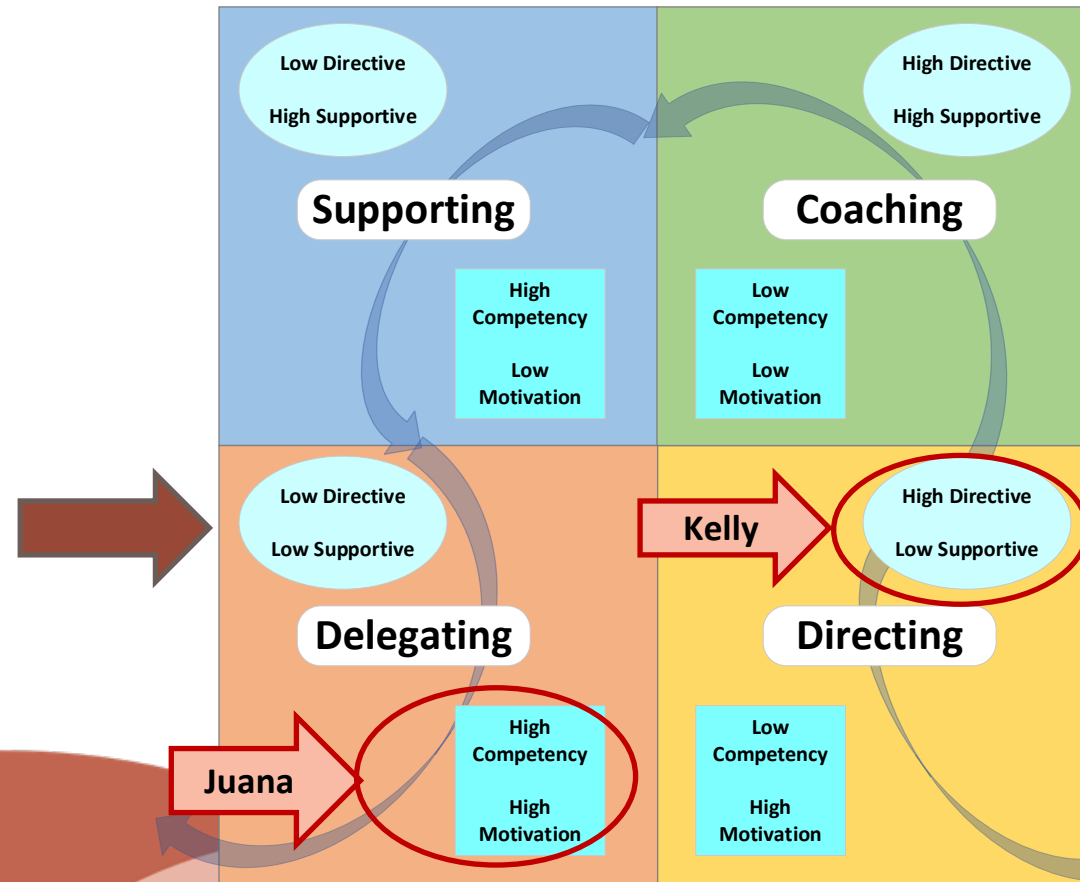 Low Directive
High Supportive
Supporting
High
Competency
Low
Motivation
High Directive
High Supportive
Coaching
Low
Competency
Low
Motivation
Low Directive
Low Supportive
Delegating
Juana
High
Competency
High
Motivation
Kelly
High Directive
Low Supportive
Directing
Low
Competency
High
Motivation